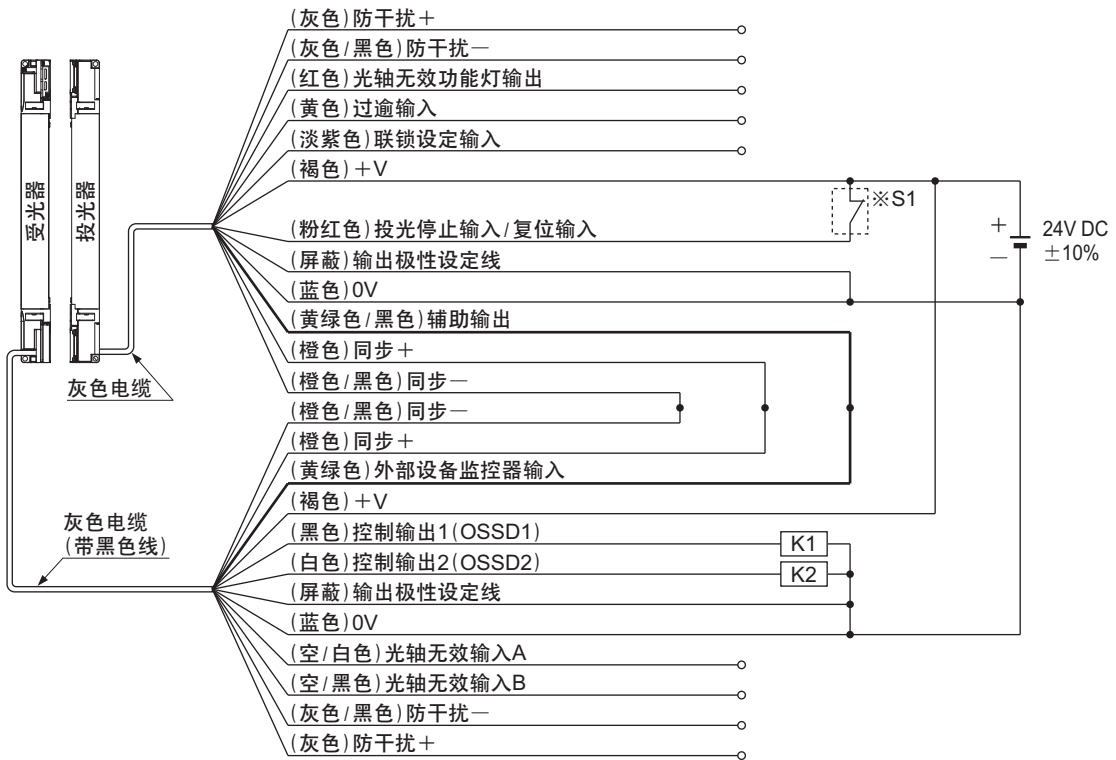 (灰色)防干扰＋
(灰色/黑色)防干扰－
(红色)光轴无效功能灯输出
(黄色)过逾输入
(淡紫色)联锁设定输入
(褐色)＋V
※S1
受光器
投光器
(粉红色)投光停止输入/复位输入
＋
－
24V DC
±10%
(屏蔽)输出极性设定线
(蓝色)0V
(黄绿色/黑色)辅助输出
(橙色)同步＋
灰色电缆
(橙色/黑色)同步－
(橙色/黑色)同步－
(橙色)同步＋
(黄绿色)外部设备监控器输入
(褐色)＋V
灰色电缆
(带黑色线)
(黑色)控制输出1(OSSD1)
K1
(白色)控制输出2(OSSD2)
K2
(屏蔽)输出极性设定线
(蓝色)0V
(空/白色)光轴无效输入A
(空/黑色)光轴无效输入B
(灰色/黑色)防干扰－
(灰色)防干扰＋